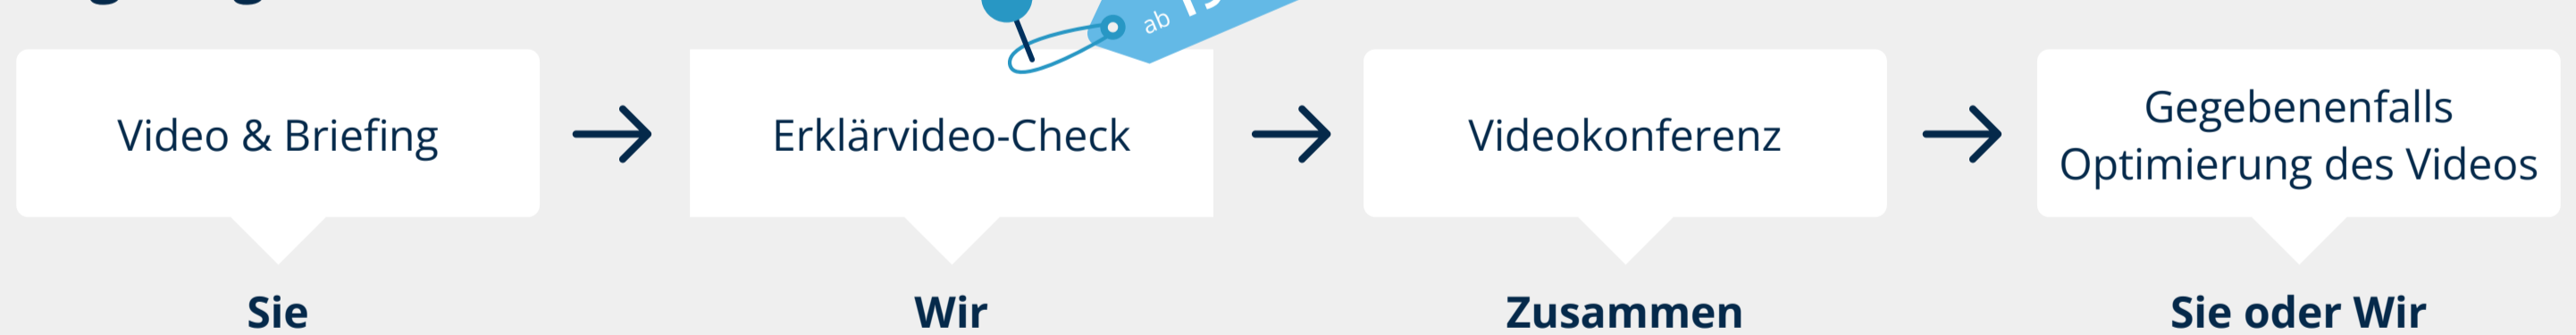 ab
Video & Briefing
Erklärvideo-Check
Videokonferenz
Gegebenenfalls
Optimierung des Videos
Sie
Wir
Zusammen
Sie oder Wir